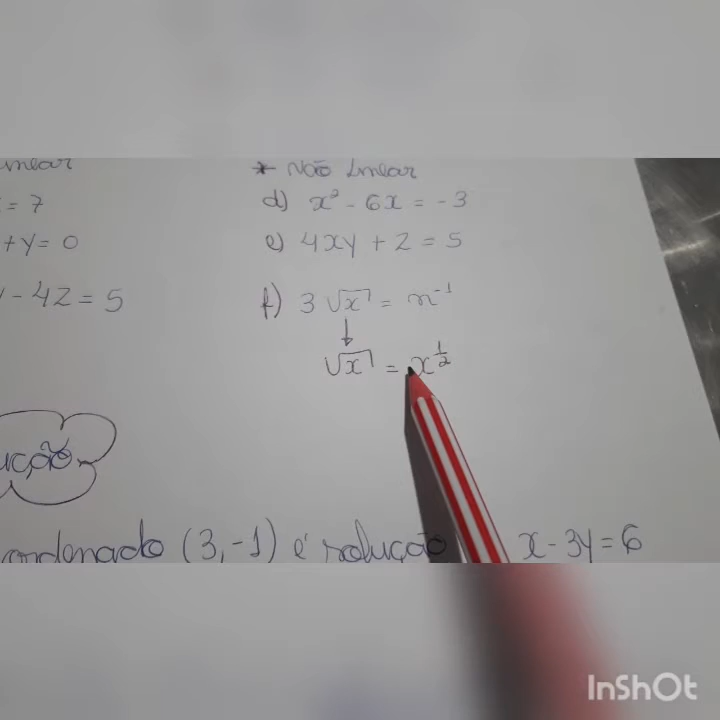 * Não Linear
= 7
d) x² - 6x = -3
+ y = 0
e) 4xy + 2 = 5
- 4z = 5
f) 3√x = n⁻¹
↓
√x = x^½
ução
ordenado (3,-1) é solução x - 3y = 6
InShOt